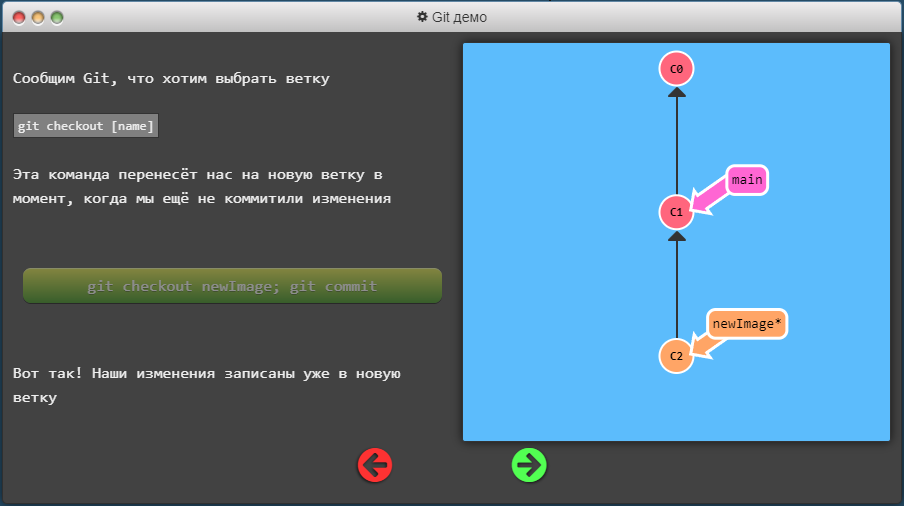 Git демо
Сообщим Git, что хотим выбрать ветку
git checkout [name]
Эта команда перенесёт нас на новую ветку в
момент, когда мы ещё не коммитили изменения
git checkout newImage; git commit
Вот так! Наши изменения записаны уже в новую
ветку
C0
main
C1
newImage*
C2